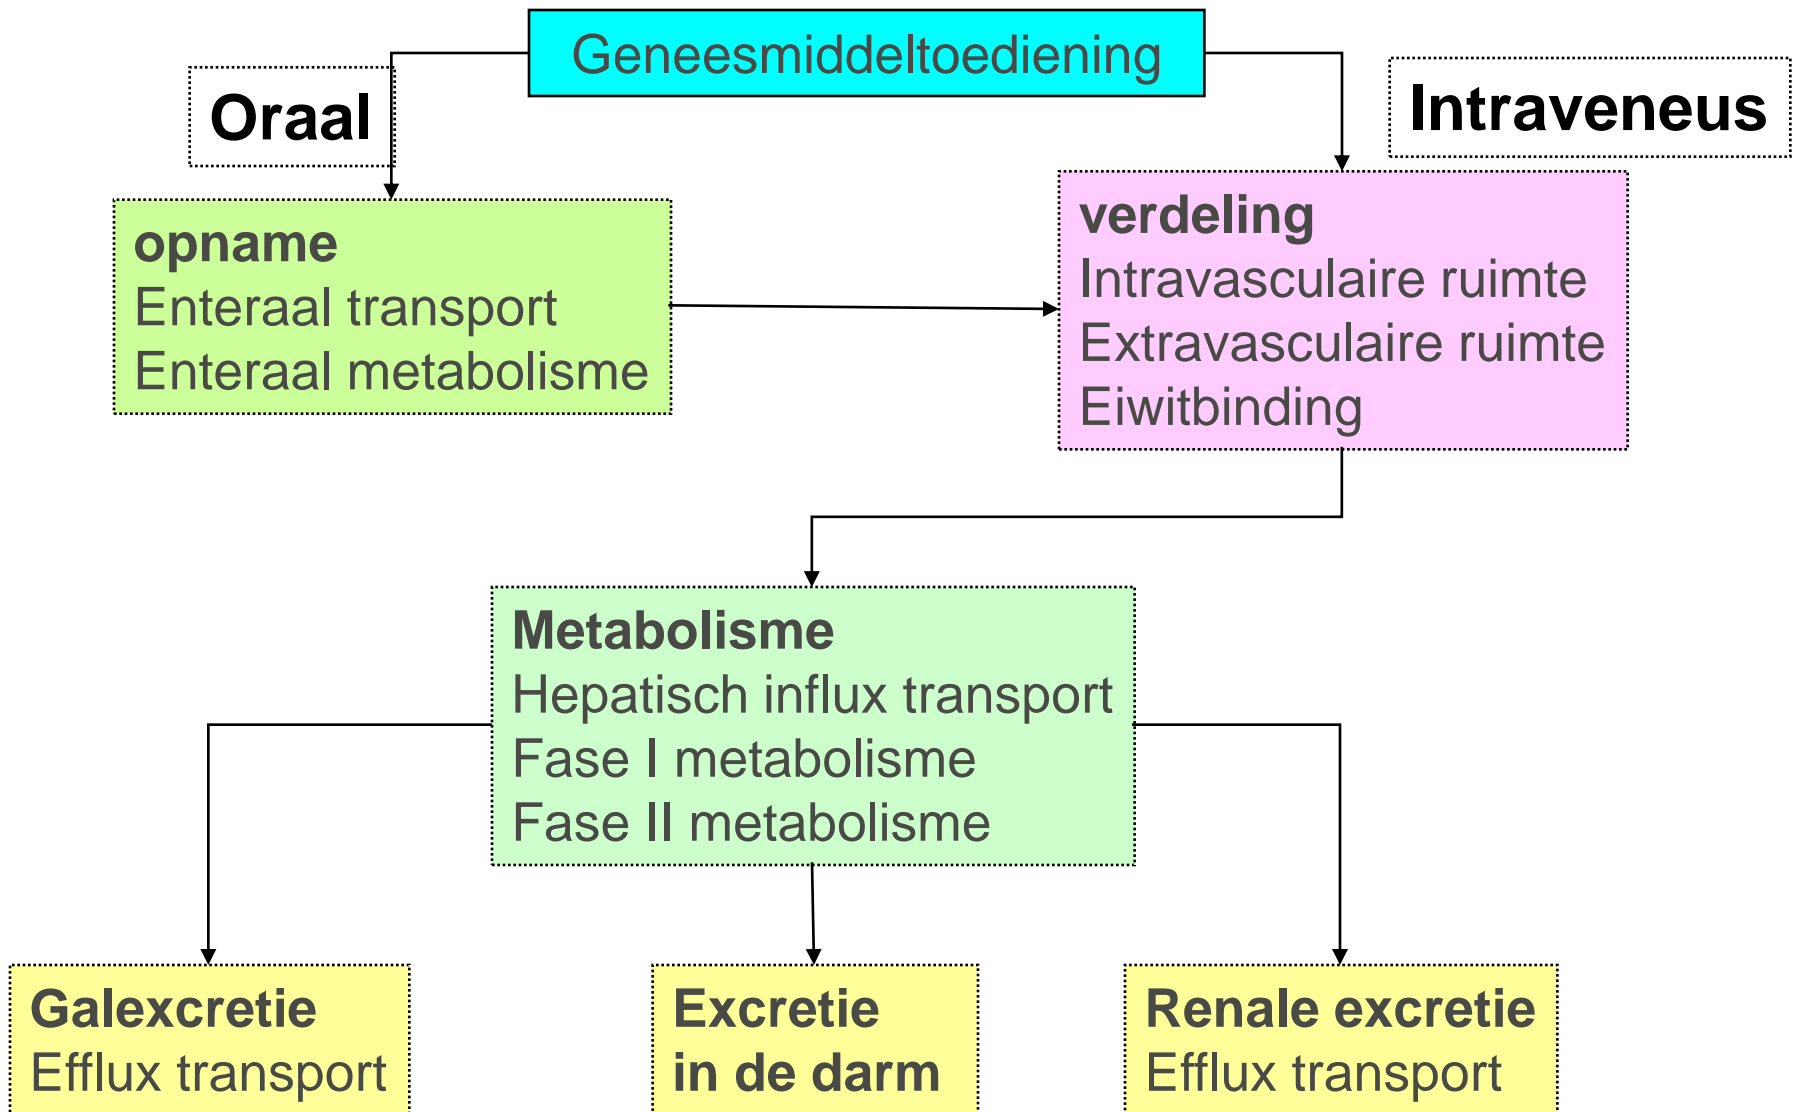 Geneesmiddeltoediening
Oraal
Intraveneus
opname
Enteraal transport
Enteraal metabolisme
verdeling
Intravasculaire ruimte
Extravasculaire ruimte
Eiwitbinding
Metabolisme
Hepatisch influx transport
Fase I metabolisme
Fase II metabolisme
Galexcretie
Efflux transport
Excretie
in de darm
Renale excretie
Efflux transport